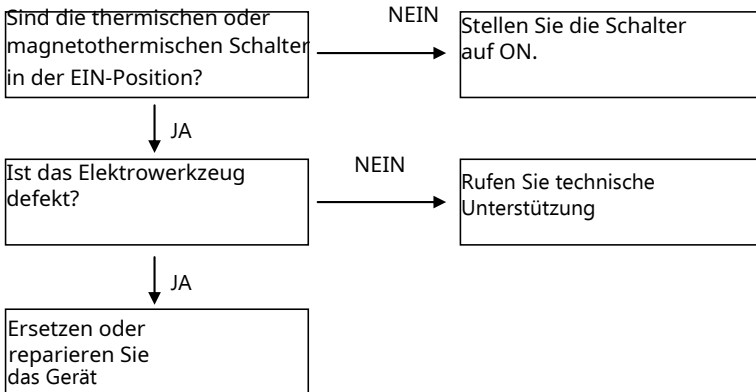 Sind die thermischen oder
magnetothermischen Schalter
in der EIN-Position?
NEIN
Stellen Sie die Schalter
auf ON.
JA
Ist das Elektrowerkzeug
defekt?
NEIN
Rufen Sie technische
Unterstützung
JA
Ersetzen oder
reparieren Sie
das Gerät